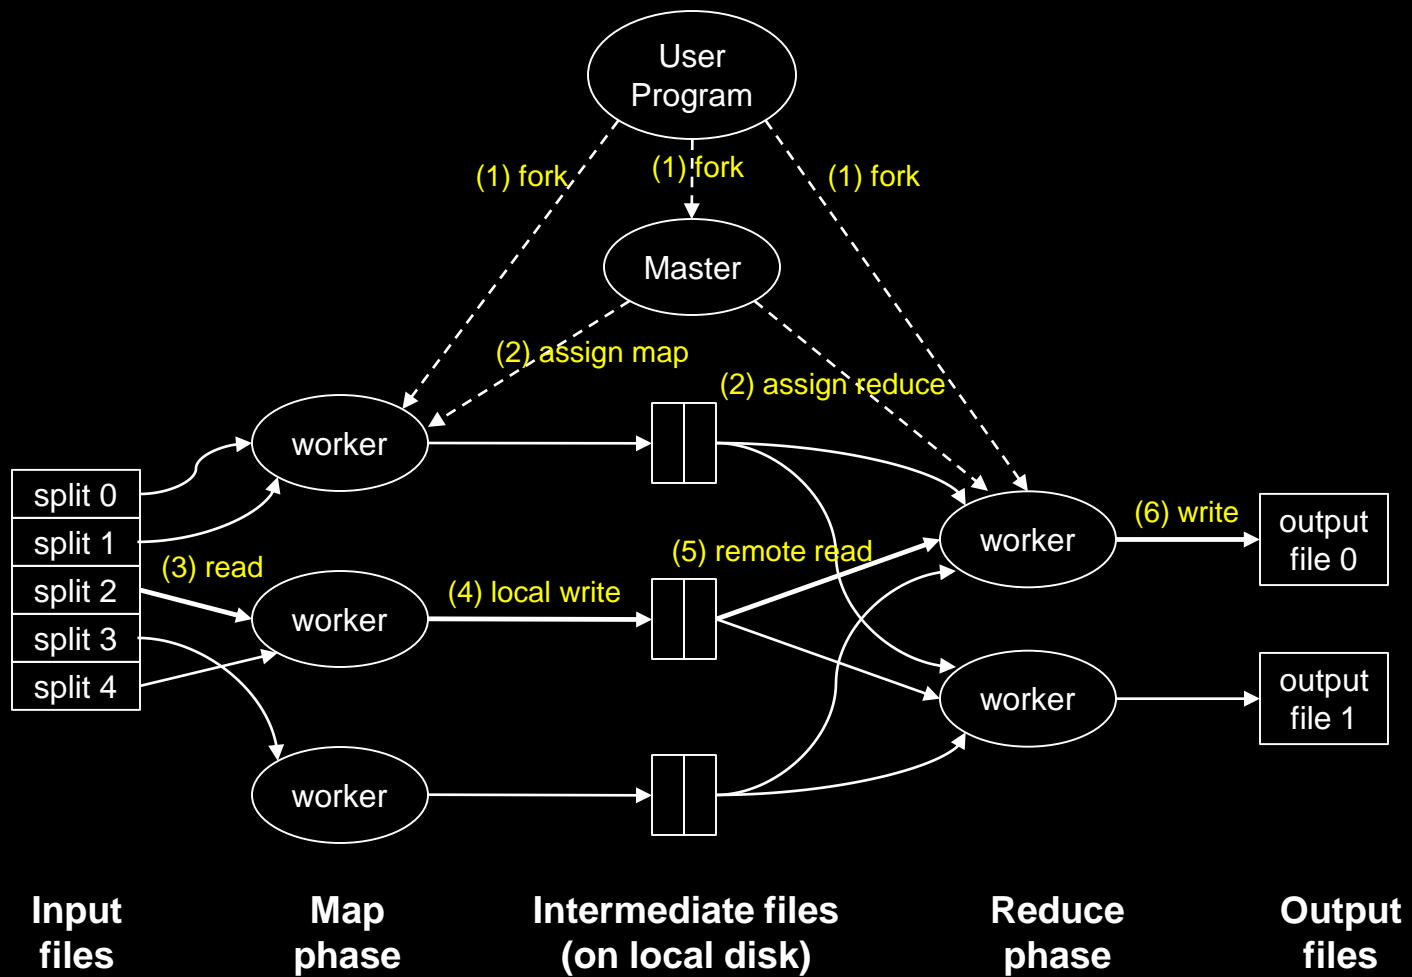 User
Program
(1) fork
(1) fork
(1) fork
Master
(2) assign map
(2) assign reduce
worker
split 0
split 1
split 2
split 3
split 4
(3) read
worker
(4) local write
(5) remote read
worker
(6) write
output
file 0
worker
output
file 1
worker
Input
files
Map
phase
Intermediate files
(on local disk)
Reduce
phase
Output
files